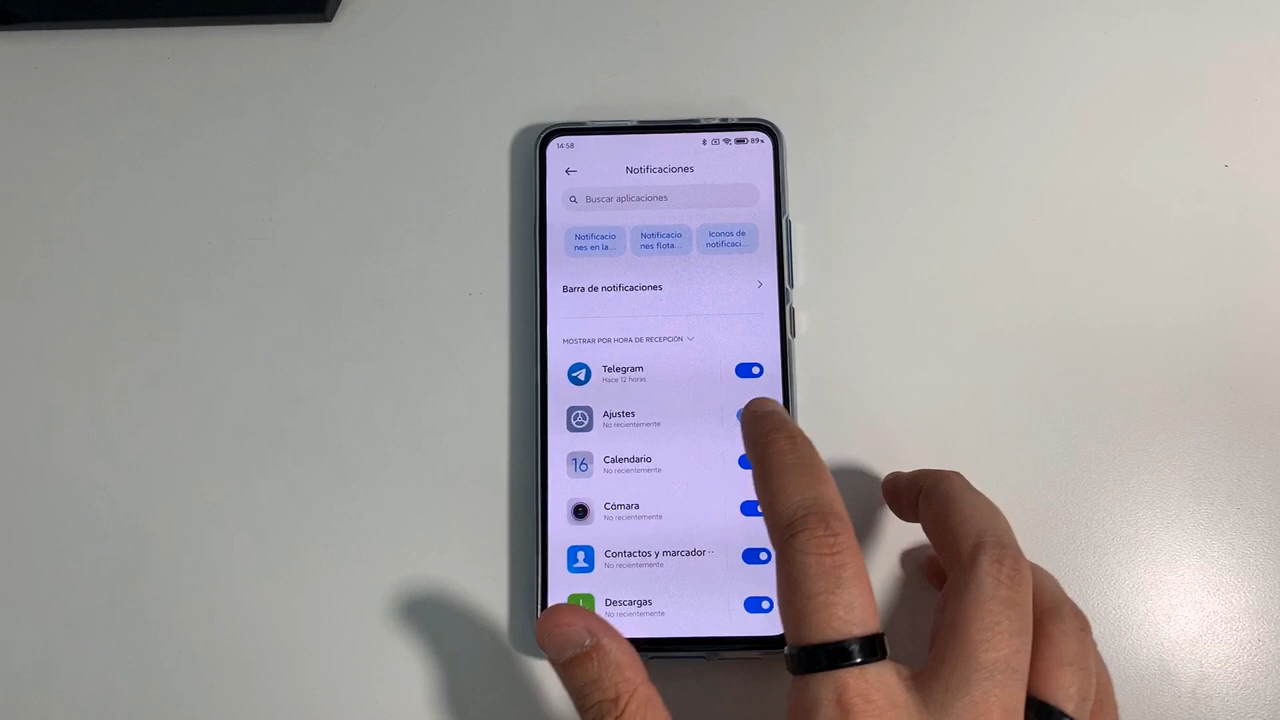 14:58
89%
Notificaciones
Buscar aplicaciones
Notificacio
nes en la...
Notificacio
nes flota...
Iconos de
notificaci...
Barra de notificaciones
MOSTRAR POR HORA DE RECEPCIÓN
Telegram
Hace 12 horas
Ajustes
No recientemente
16
Calendario
No recientemente
Cámara
No recientemente
Contactos y marcador··
No recientemente
Descargas
No recientemente